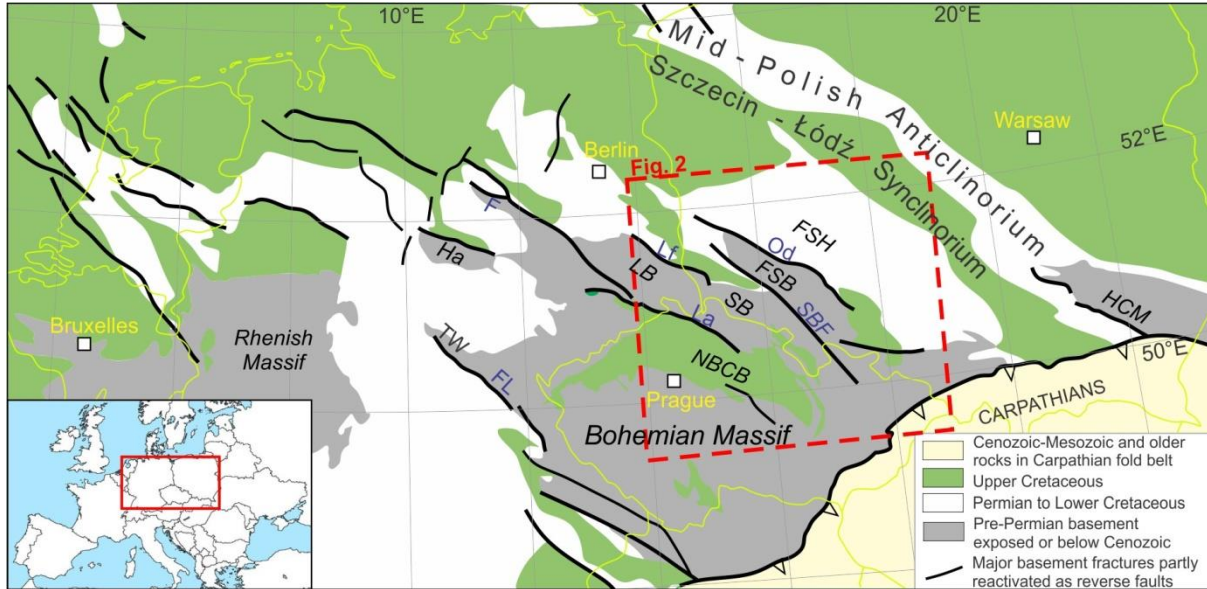 10°E
20°E
Mid - Polish Anticlinorium
Szczecin - Łódź Synclinorium
Warsaw
52°E
Berlin
Fig. 2
F
Ha
Lf
LB
Od
FSH
FSB
SB
SBF
La
HCM
Bruxelles
Rhenish
Massif
TW
FL
NBCB
50°E
Prague
CARPATHIANS
Bohemian Massif
Cenozoic-Mesozoic and older
rocks in Carpathian fold belt
Upper Cretaceous
Permian to Lower Cretaceous
Pre-Permian basement
exposed or below Cenozoic
Major basement fractures partly
reactivated as reverse faults